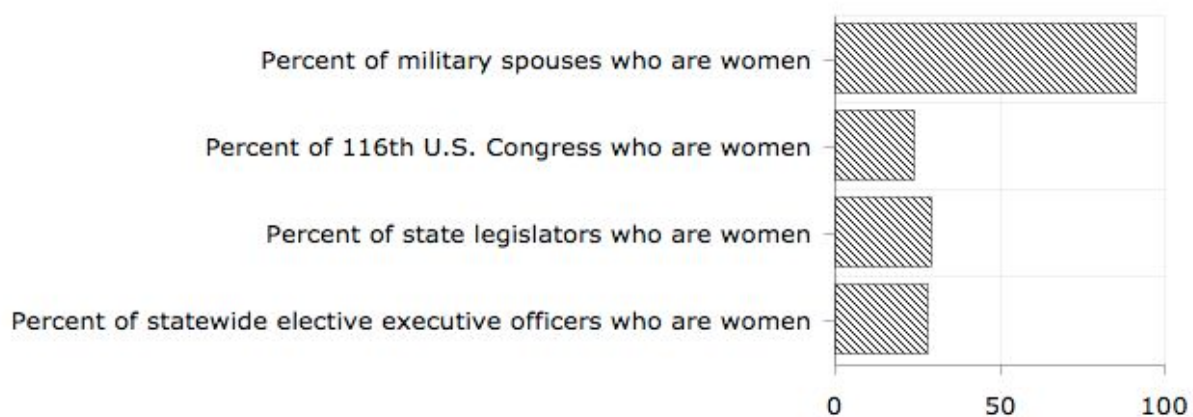 Percent of military spouses who are women
Percent of 116th U.S. Congress who are women
Percent of state legislators who are women
Percent of statewide elective executive officers who are women
0 50 100